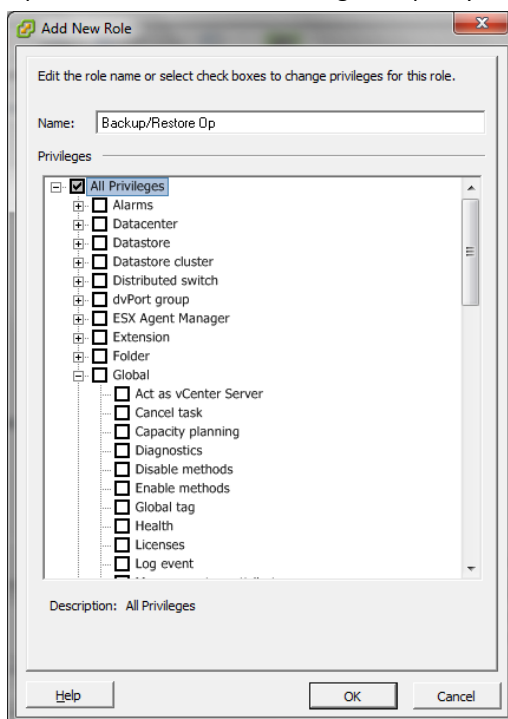 Add New Role
Edit the role name or select check boxes to change privileges for this role.
Name: Backup/Restore Op
Privileges
All Privileges
Alarms
Datacenter
Datastore
Datastore cluster
Distributed switch
dvPort group
ESX Agent Manager
Extension
Folder
Global
Act as vCenter Server
Cancel task
Capacity planning
Diagnostics
Disable methods
Enable methods
Global tag
Health
Licenses
Log event
Description: All Privileges
Help OK Cancel